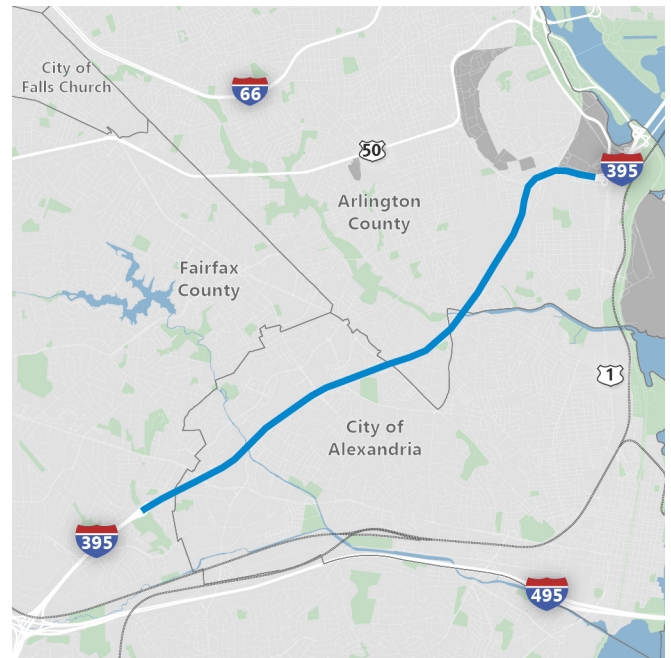 City of
Falls Church
66
50
395
Arlington
County
Fairfax
County
1
City of
Alexandria
395
495